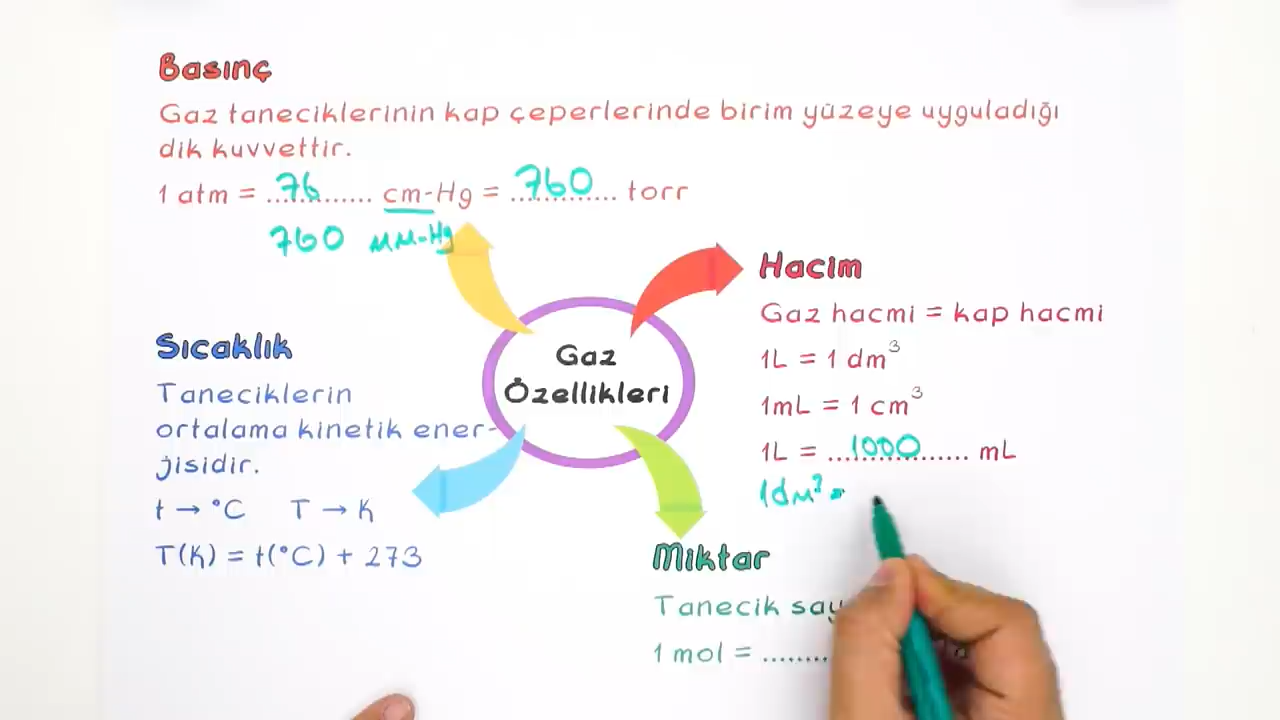 Basınç
Gaz taneciklerinin kap çeperlerinde birim yüzeye uyguladığı
dik kuvvettir.
1 atm = ...76...... cm-Hg = ...760... torr
760 mm-Hg
Hacim
Gaz hacmi = kap hacmi
1L = 1 dm³
1mL = 1 cm³
1L = ...1000...... mL
1dm³ =
Sıcaklık
Taneciklerin
ortalama kinetik ener-
jisidir.
t → °C T → K
T(K) = t(°C) + 273
Gaz
Özellikleri
Miktar
Tanecik
1 mol = ........